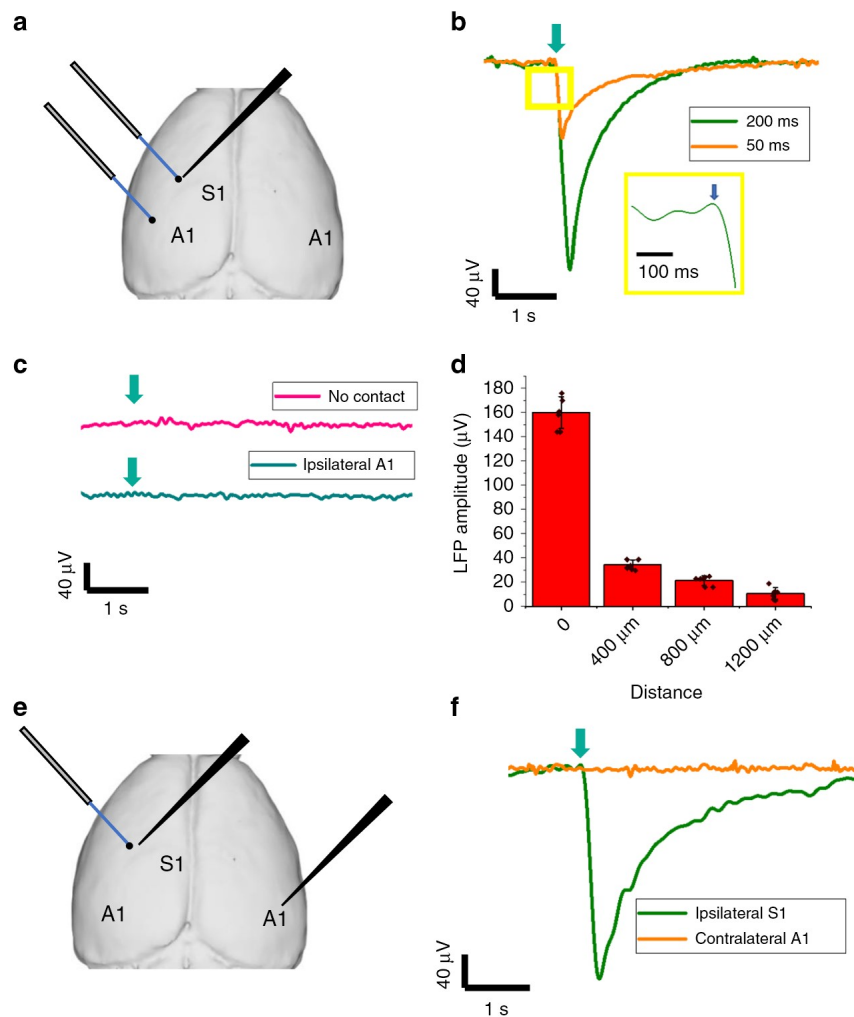 a
S1
A1
A1
b
200 ms
50 ms
100 ms
40 μV
1 s
c
No contact
Ipsilateral A1
40 μV
1 s
d
LFP amplitude (μV)
180
160
140
120
100
80
60
40
20
0
0
400 μm
800 μm
1200 μm
Distance
e
S1
A1
A1
f
Ipsilateral S1
Contralateral A1
40 μV
1 s